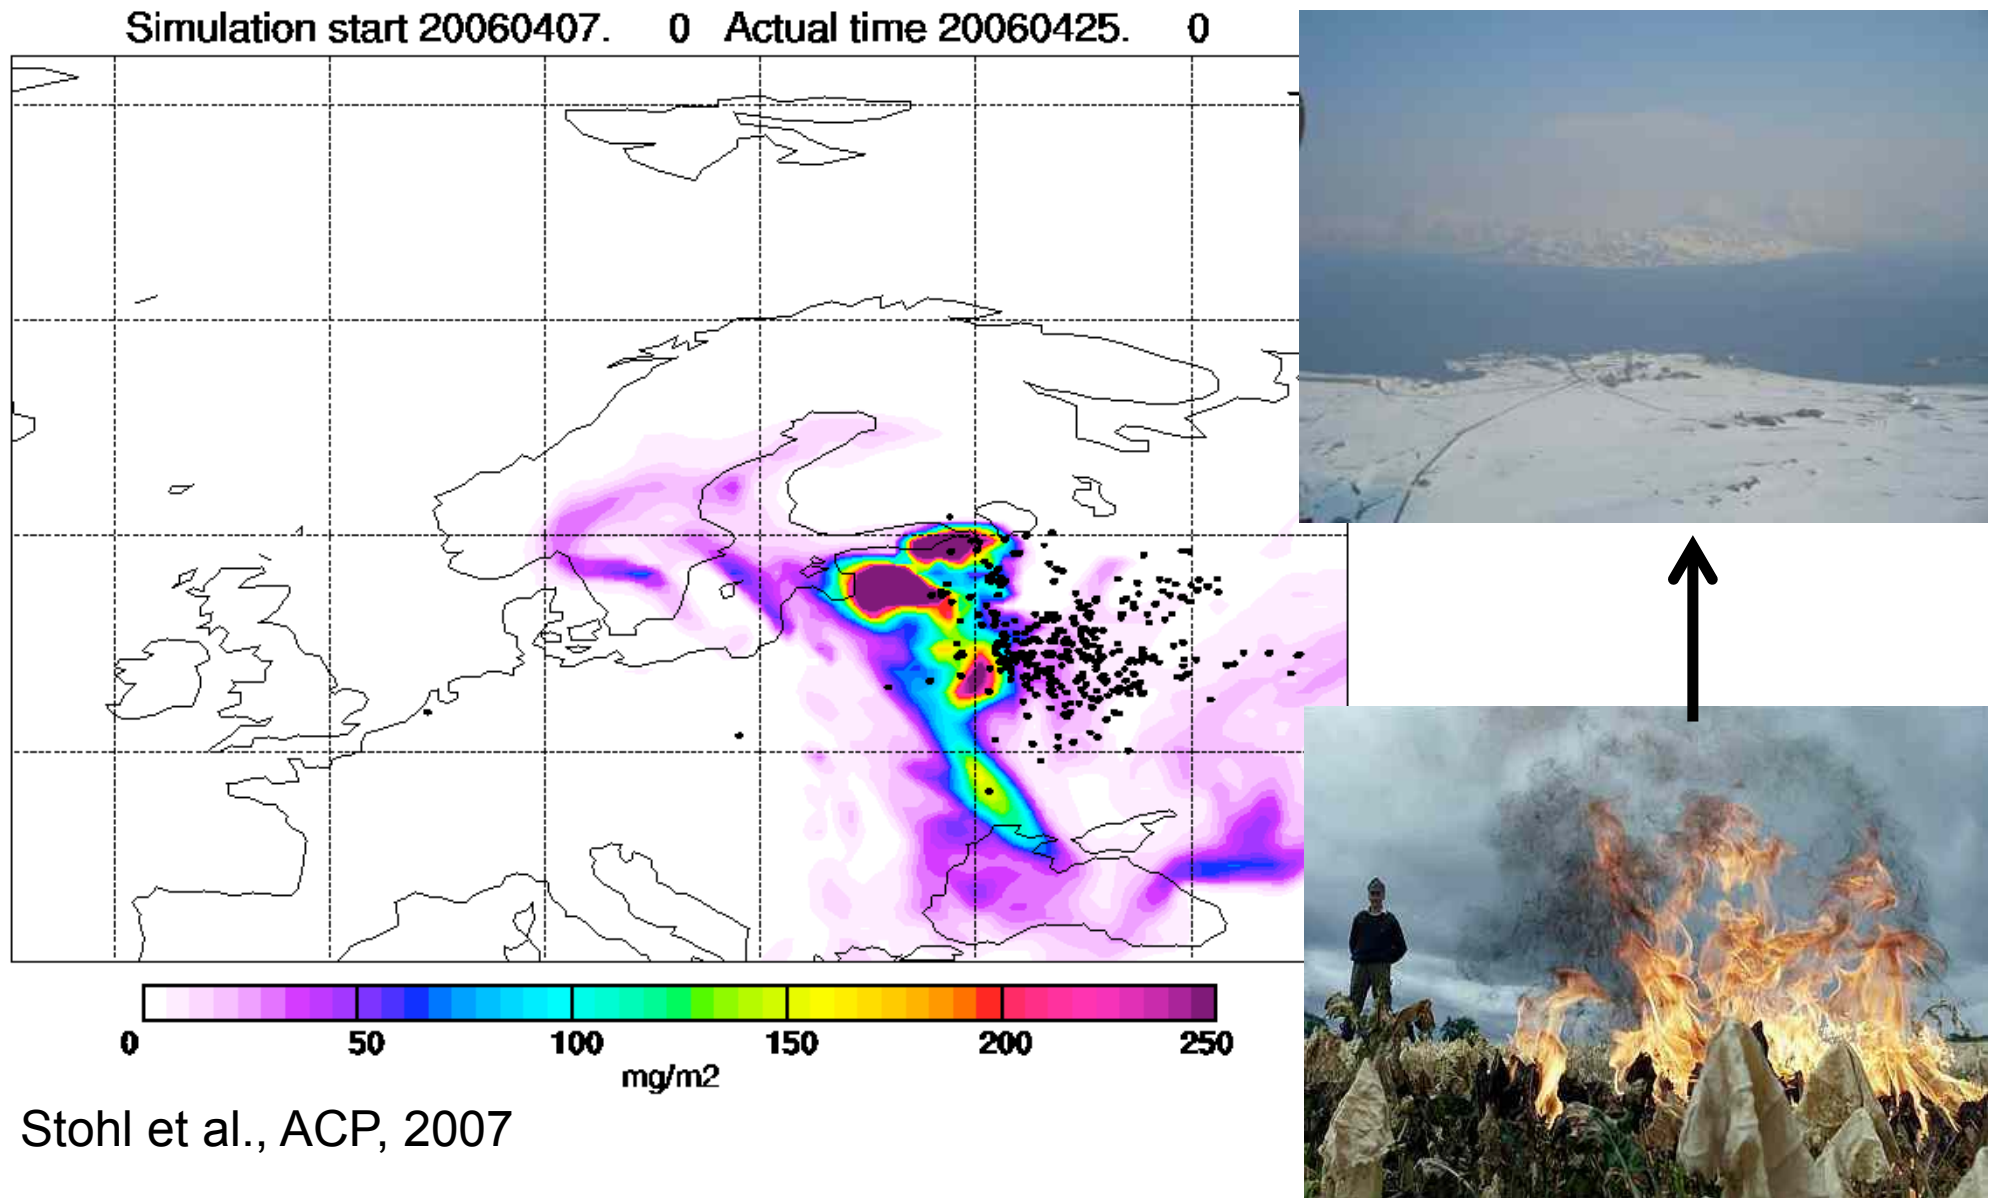 Simulation start 20060407. 0 Actual time 20060425. 0
0 50 100 150 200 250
mg/m2
Stohl et al., ACP, 2007